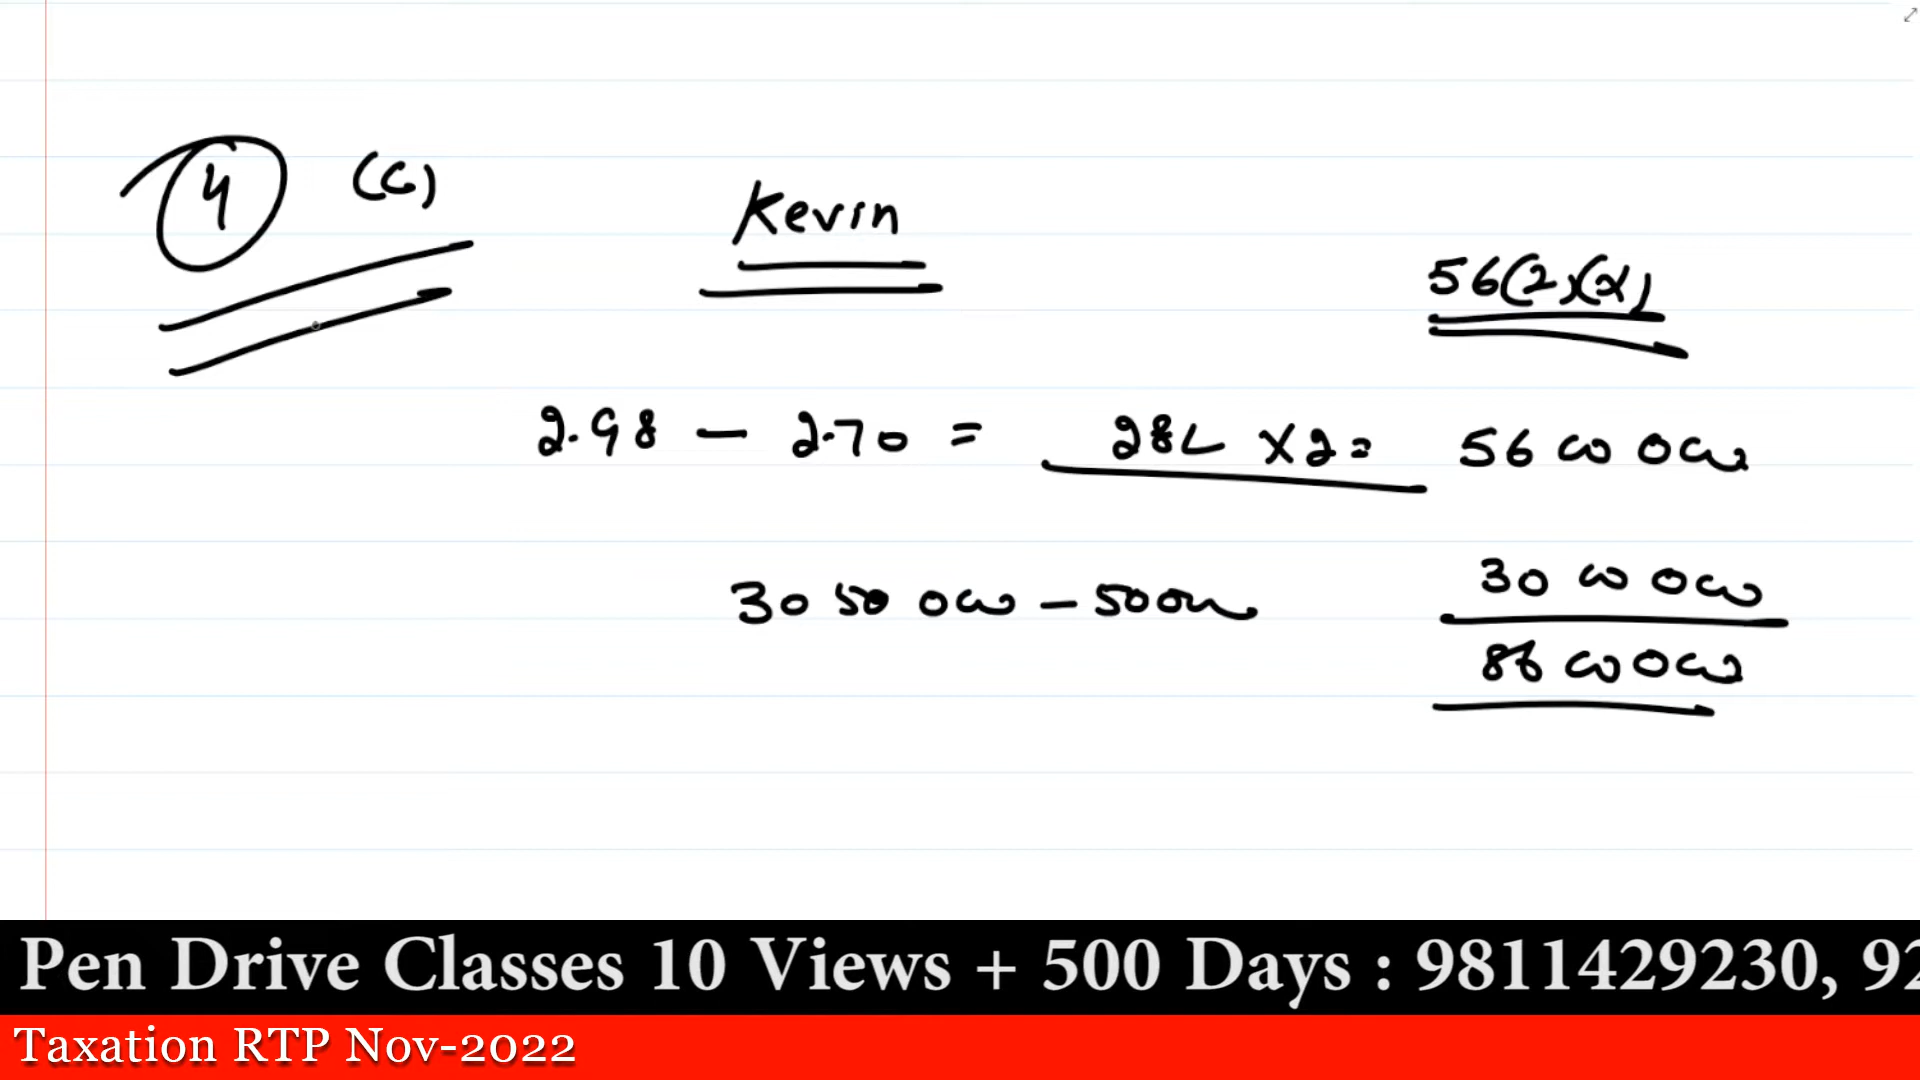 4 (C)
Kevin
56(2)(x)
2.98 - 2.70 = 28L X2= 56 00 000
30 50 000 - 50000 30 00 000
86 00 000
Pen Drive Classes 10 Views + 500 Days : 9811429230, 92
Taxation RTP Nov-2022